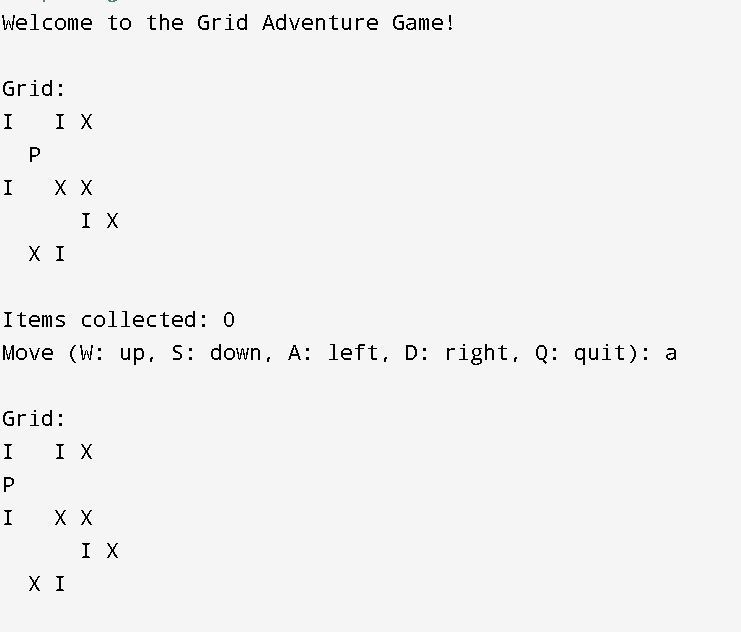 Welcome to the Grid Adventure Game!
Grid:
I   I X
  P
I   X X
      I X
  X I
Items collected: 0
Move (W: up, S: down, A: left, D: right, Q: quit): a
Grid:
I   I X
P
I   X X
      I X
  X I